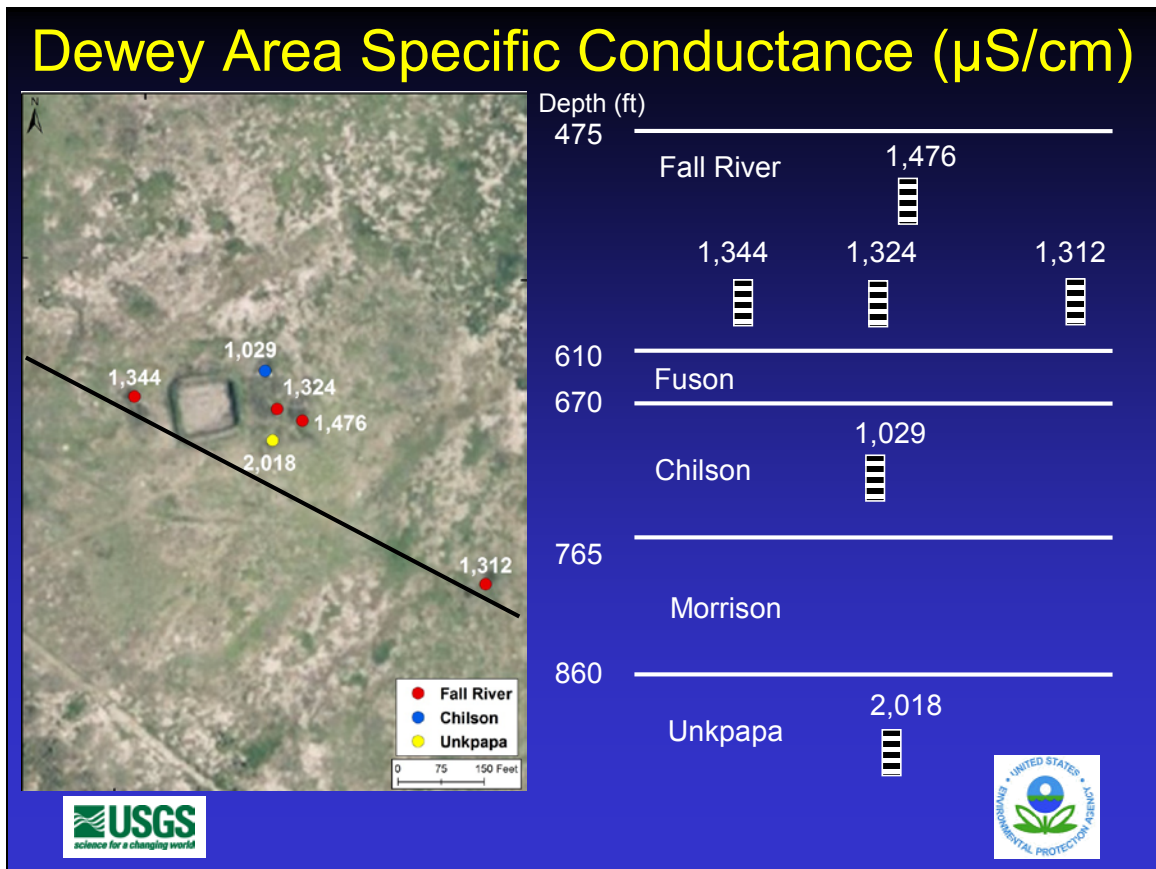 Dewey Area Specific Conductance (µS/cm)
N
1,029
1,344
1,324
1,476
2,018
1,312
Fall River
Chilson
Unkpapa
0 75 150 Feet
Depth (ft)
475
Fall River
1,476
1,344 1,324 1,312
610
Fuson
670
1,029
Chilson
765
Morrison
860
2,018
Unkpapa
USGS
science for a changing world
UNITED STATES
ENVIRONMENTAL PROTECTION AGENCY